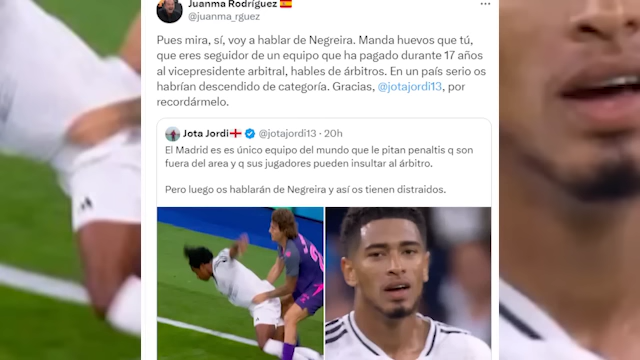 Juanma Rodríguez
@juanma_rguez
Pues mira, sí, voy a hablar de Negreira. Manda huevos que tú,
que eres seguidor de un equipo que ha pagado durante 17 años
al vicepresidente arbitral, hables de árbitros. En un país serio os
habrían descendido de categoría. Gracias, @jotajordi13, por
recordármelo.
Jota Jordi @jotajordi13 · 20h
El Madrid es es único equipo del mundo que le pitan penaltis q son
fuera del area y q sus jugadores pueden insultar al árbitro.
Pero luego os hablarán de Negreira y así os tienen distraidos.